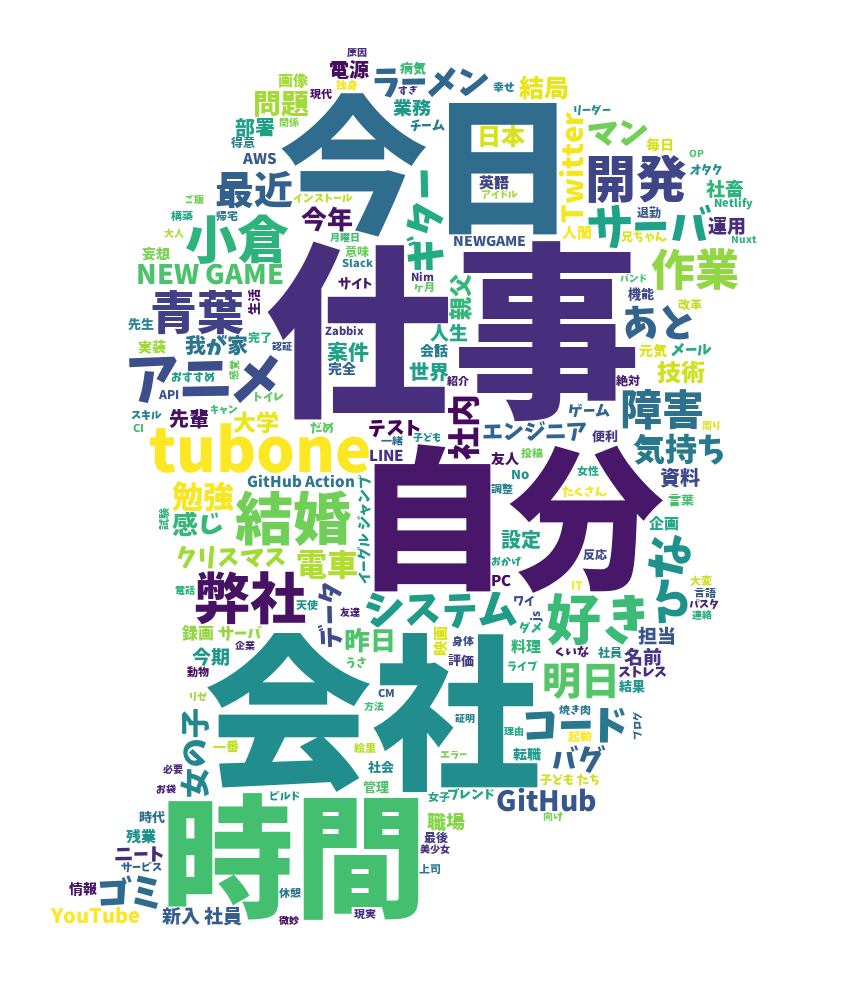 原因
電源
ラーメン
病気
画像
独身
すぎ
幸せ
結局
現代
問題
業務
リーダー
部署
関係
チーム
日本
Twitter
マン
得意
今日
毎日
OP
AWS
英語
開発
オタク
最近
アイドル
社畜
ご飯
インストール
Netlify
構築
帰宅
今年
ギター
サーバ
退勤
運用
大人
小倉
月曜日
人間
兄ちゃん
Nuxt
妄想
意味
NEWGAME
作業
NEW GAME
Slack
Nim
バンド
生活
サイト
ヶ月
親父
機能
青葉
仕事
改革
先生
Zabbix
人生
あと
我が家
完了
認証
実装
案件
会話
元気
メール
アニメ
おすすめ
完全
世界
技術
紹介
絶対
API
トイレ
先輩
スキル
キャン
大学
だめ
テスト
社内
ゲーム
障害
CI
エンジニア
便利
周り
tubone
一緒
子ども
LINE
友人
投稿
気持ち
GitHub Action
No
女性
資料
勉強
自分
調整
たくさん
言葉
結婚
試験
感じ
イーグル ジャンプ
設定
企画
クリスマス
電車
おかげ
反応
なら
電話
弊社
PC
IT
大変
データ
天使
ワイ
言語
友達
システム
js
好き
パスタ
連絡
録画 サーバ
昨日
映画
身体
ダメ
担当
企業
料理
くいな
社員
今期
うさ
評価
名前
動物
ライブ
ストレス
会社
明日
結果
リゼ
CM
女の子
方法
証明
焼き肉
コード
ブログ
理由
起動
一番
絵里
エラー
転職
バグ
必要
社会
子ども たち
お袋
管理
ビルド
女子
ブレンド
GitHub
時代
時間
職場
向け
残業
最後
ニート
美少女
サービス
上司
情報
ゴミ
休憩
YouTube
新入 社員
微妙
現実